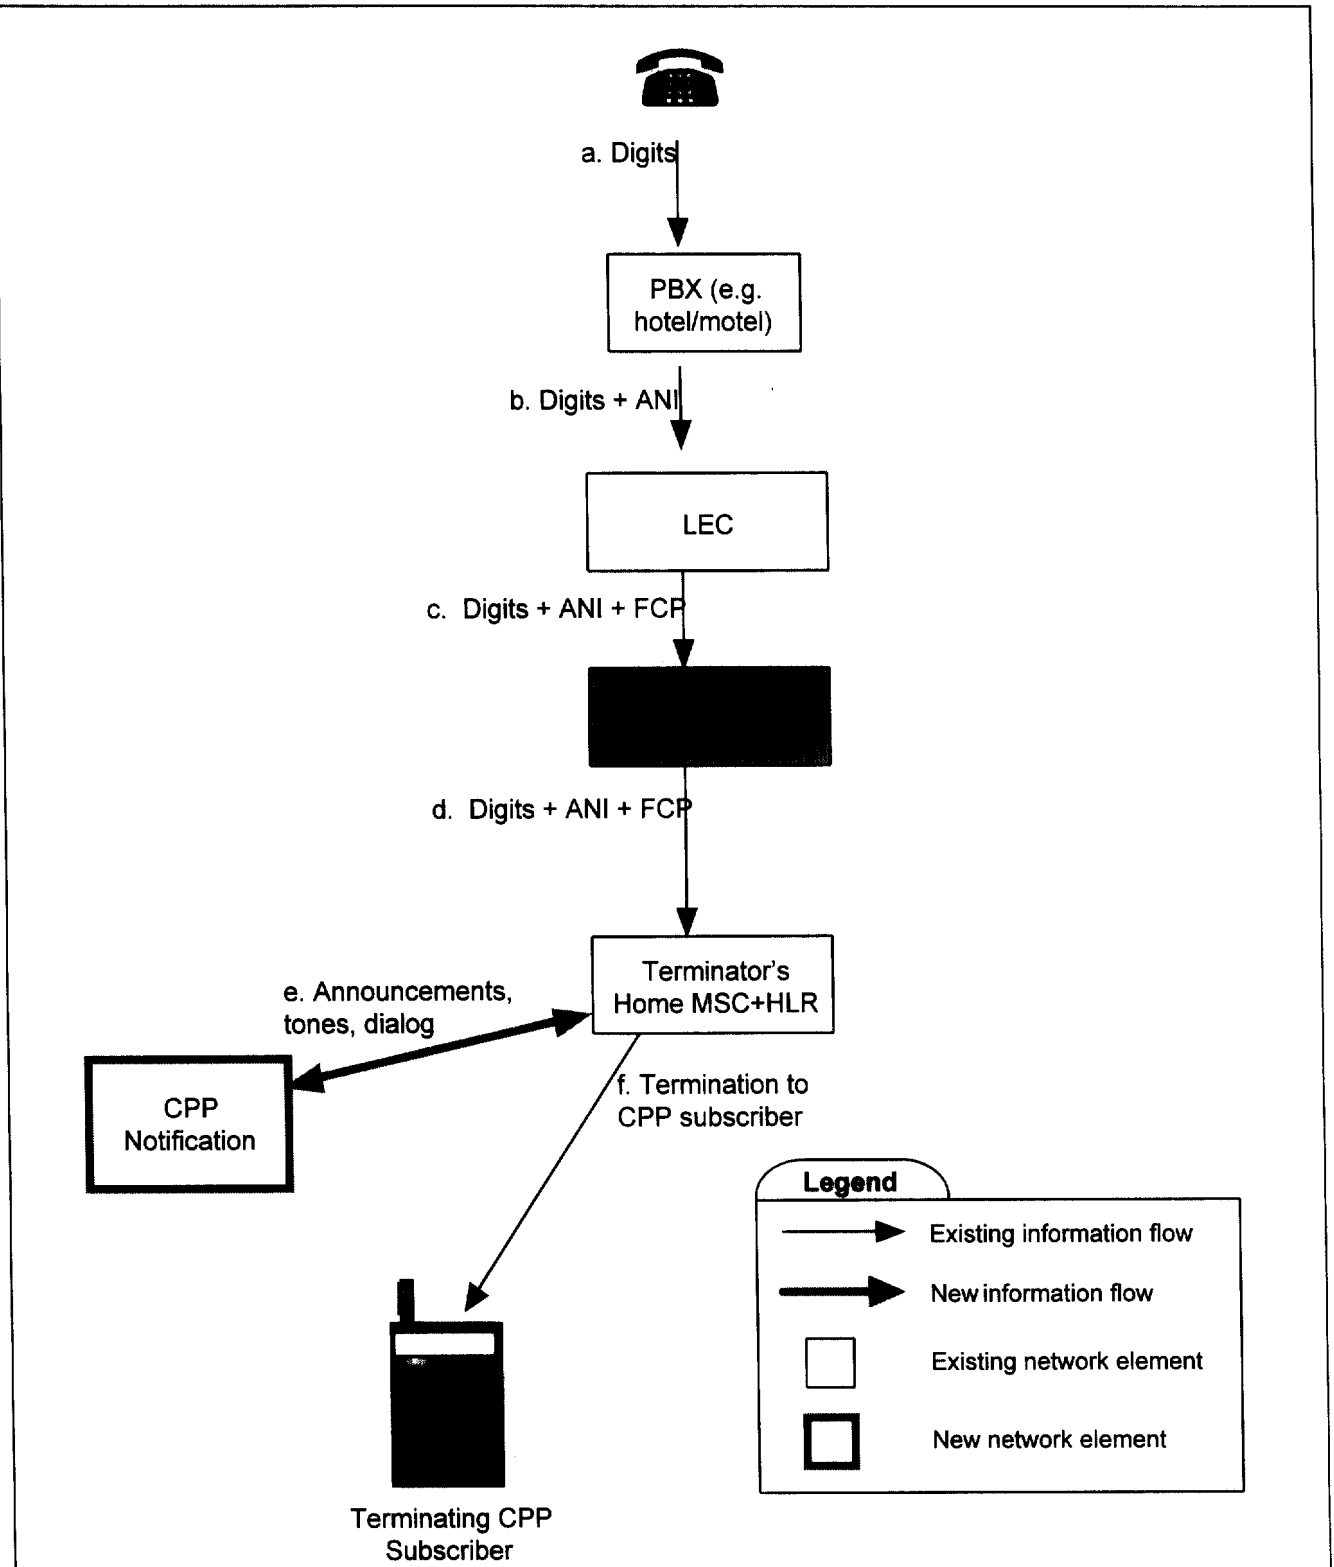 a. Digits
PBX (e.g.
hotel/motel)
b. Digits + ANI
LEC
c. Digits + ANI + FCP
d. Digits + ANI + FCP
Terminator's
Home MSC+HLR
e. Announcements,
tones, dialog
CPP
Notification
f. Termination to
CPP subscriber
Legend
Existing information flow
New information flow
Existing network element
New network element
Terminating CPP
Subscriber